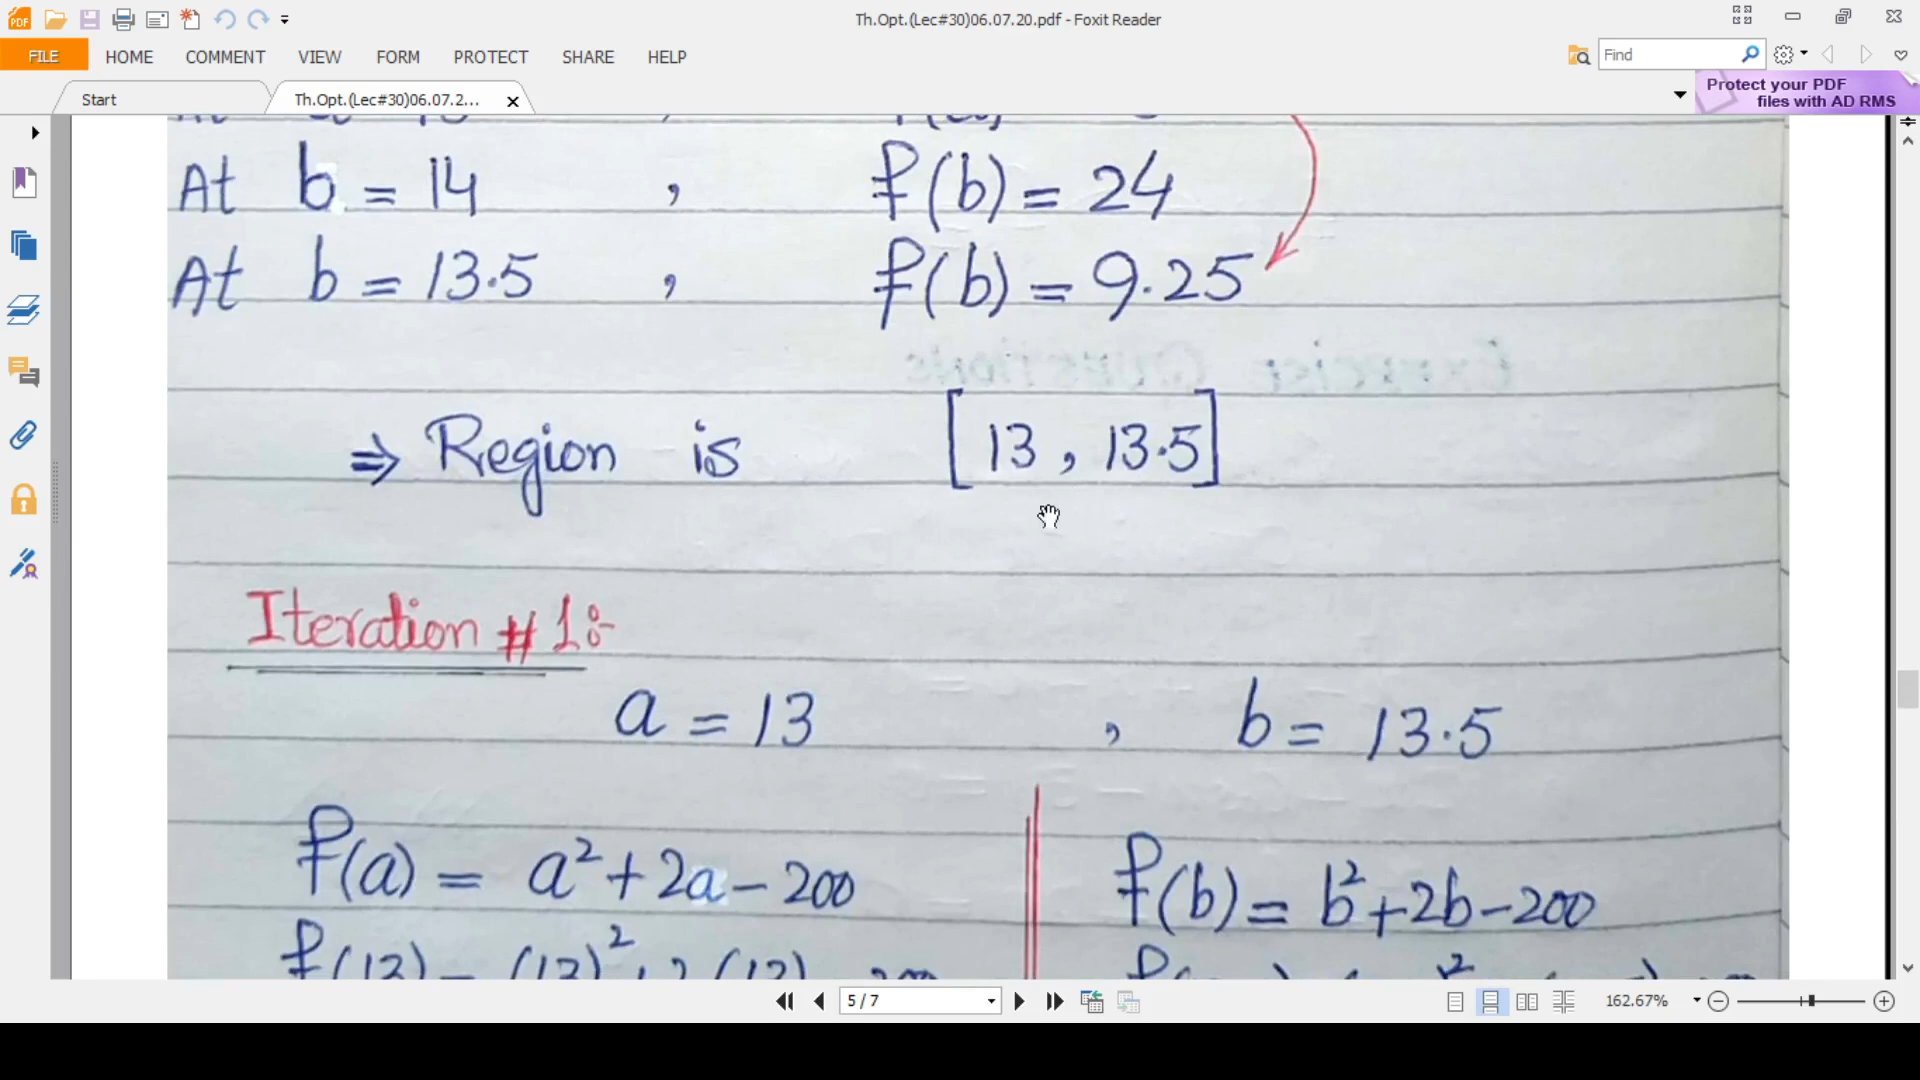 Th.Opt.(Lec#30)06.07.20.pdf - Foxit Reader
FILE HOME COMMENT VIEW FORM PROTECT SHARE HELP
Find
Protect your PDF
files with AD RMS
Start Th.Opt.(Lec#30)06.07.2...
At b = 14 , f(b) = 24
At b = 13.5 , f(b) = 9.25
⇒ Region is [13, 13.5]
Iteration #1:-
a = 13 , b = 13.5
f(a) = a² + 2a - 200
f(b) = b² + 2b - 200
5 / 7
162.67%